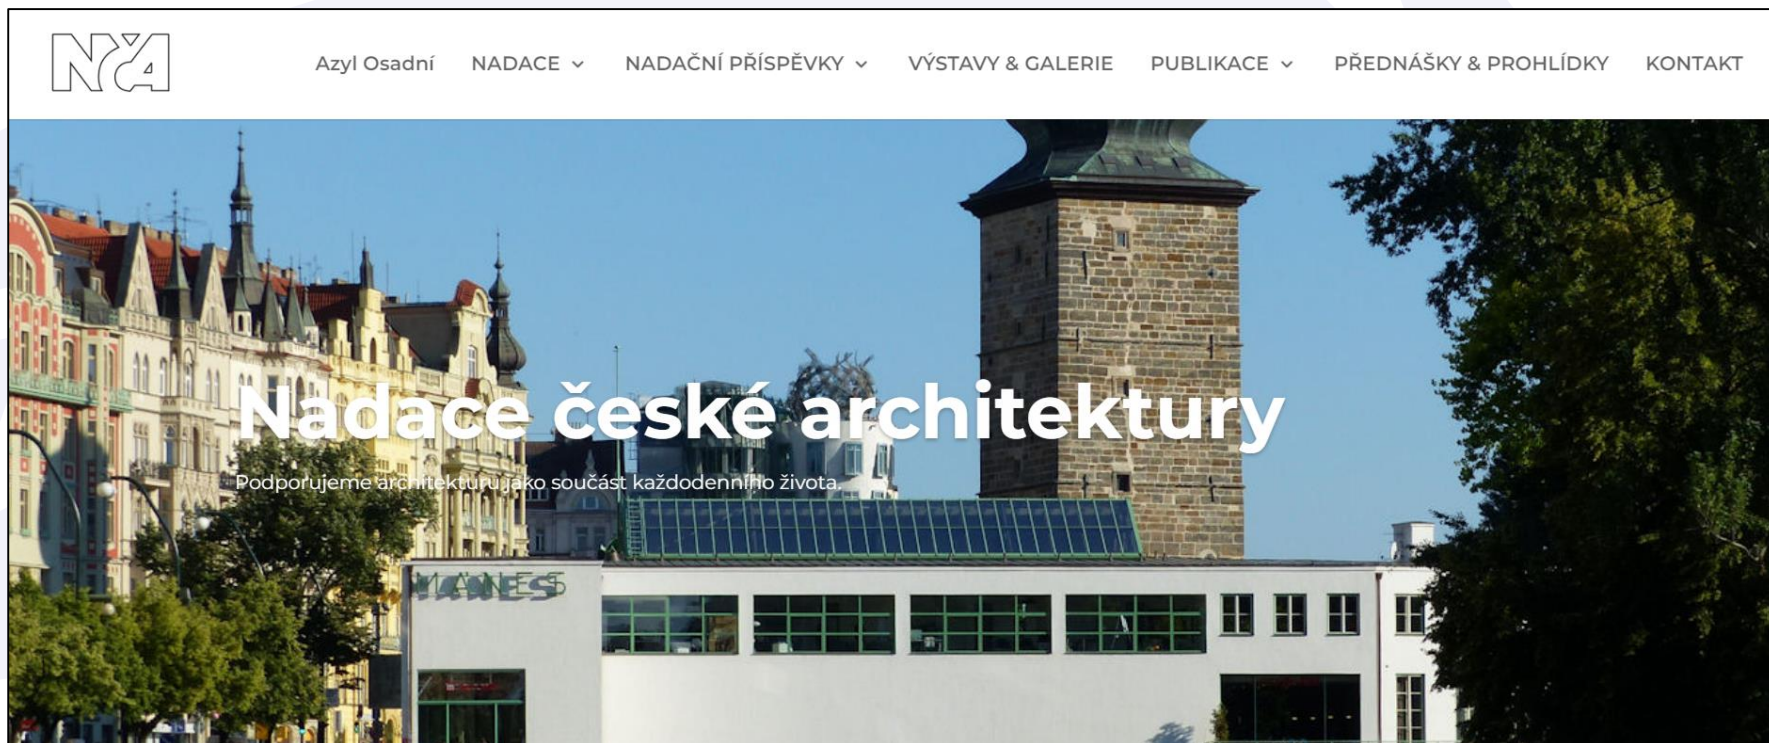 NČA
Azyl Osadní NADACE NADAČNÍ PŘÍSPĚVKY VÝSTAVY & GALERIE PUBLIKACE PŘEDNÁŠKY & PROHLÍDKY KONTAKT
Nadace české architektury
Podporujeme architekturu jako součást každodenního života.
MÁNES